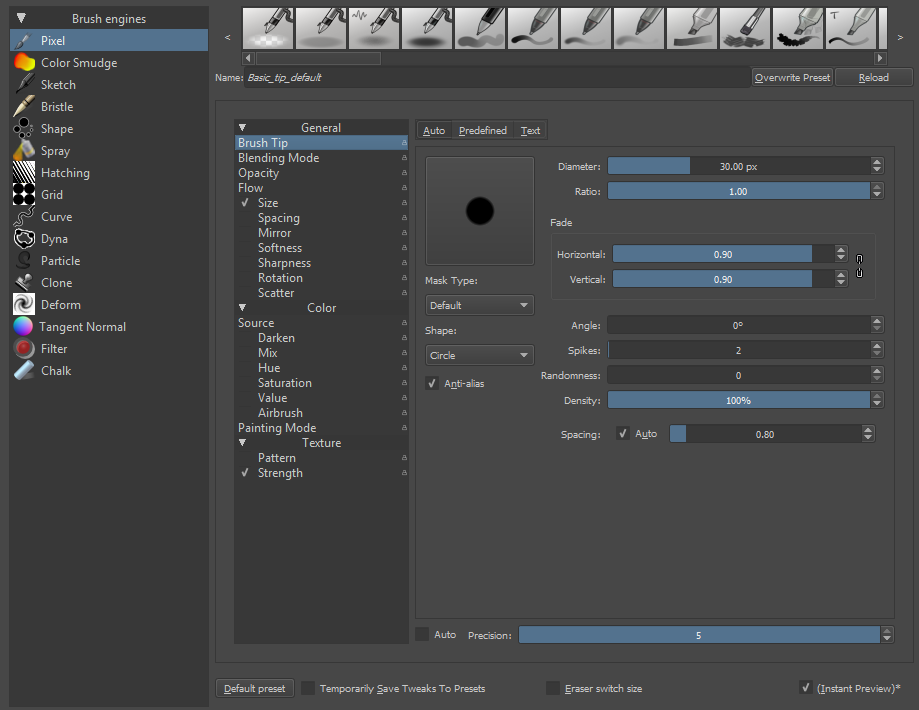 Brush engines
Pixel
Color Smudge
Sketch
Bristle
Shape
Spray
Hatching
Grid
Curve
Dyna
Particle
Clone
Deform
Tangent Normal
Filter
Chalk
< T >
Name: Basic_tip_default Overwrite Preset Reload
General
Brush Tip
Blending Mode
Opacity
Flow
Size
Spacing
Mirror
Softness
Sharpness
Rotation
Scatter
Color
Source
Darken
Mix
Hue
Saturation
Value
Airbrush
Painting Mode
Texture
Pattern
Strength
Auto Predefined Text
Diameter: 30.00 px
Ratio: 1.00
Fade
Horizontal: 0.90
Vertical: 0.90
Mask Type:
Default
Shape:
Circle
Anti-alias
Angle: 0º
Spikes: 2
Randomness: 0
Density: 100%
Spacing: Auto 0.80
Auto Precision: 5
Default preset Temporarily Save Tweaks To Presets Eraser switch size (Instant Preview)*